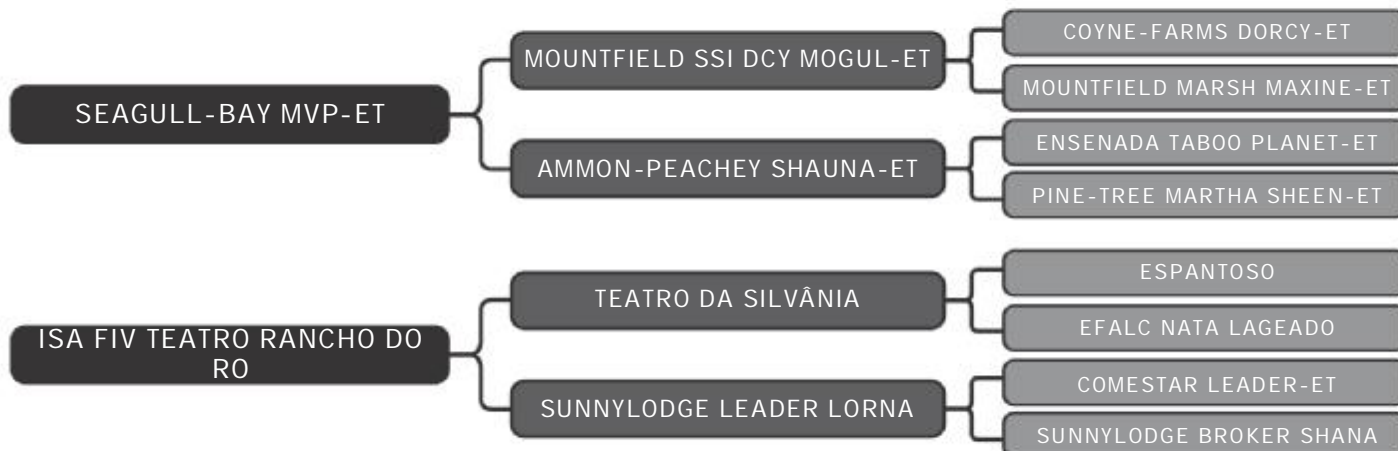 COYNE-FARMS DORCY-ET
MOUNTFIELD SSI DCY MOGUL-ET
MOUNTFIELD MARSH MAXINE-ET
SEAGULL-BAY MVP-ET
ENSENADA TABOO PLANET-ET
AMMON-PEACHEY SHAUNA-ET
PINE-TREE MARTHA SHEEN-ET
ESPANTOSO
TEATRO DA SILVÂNIA
EFALC NATA LAGEADO
ISA FIV TEATRO RANCHO DO
RO
COMESTAR LEADER-ET
SUNNYLODGE LEADER LORNA
SUNNYLODGE BROKER SHANA